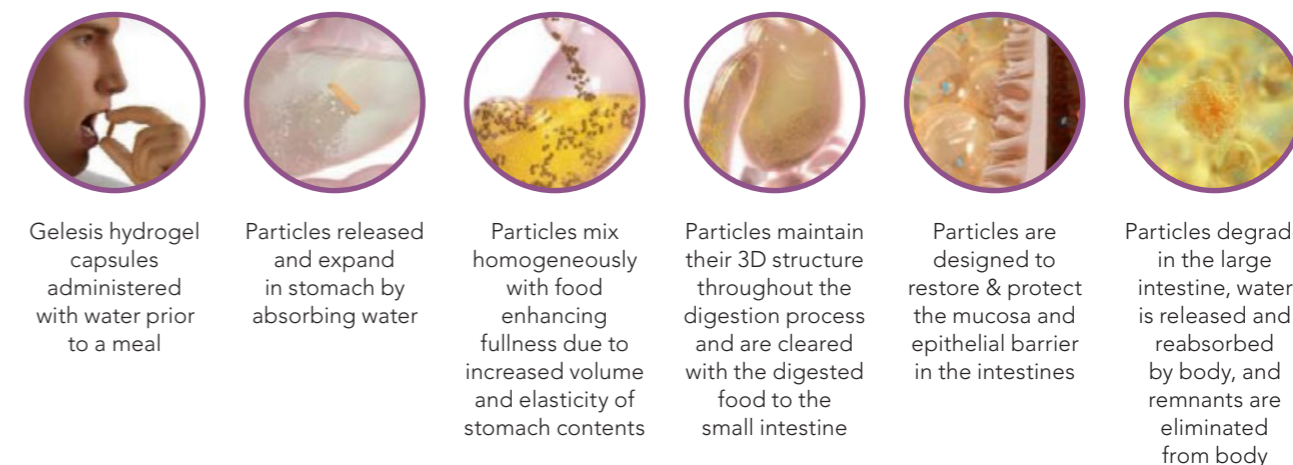 Gelesis hydrogel
capsules
administered
with water prior
to a meal
Particles released
and expand
in stomach by
absorbing water
Particles mix
homogeneously
with food
enhancing
fullness due to
increased volume
and elasticity of
stomach contents
Particles maintain
their 3D structure
throughout the
digestion process
and are cleared
with the digested
food to the
small intestine
Particles are
designed to
restore & protect
the mucosa and
epithelial barrier
in the intestines
Particles degrad
in the large
intestine, water
is released and
reabsorbed
by body, and
remnants are
eliminated
from body